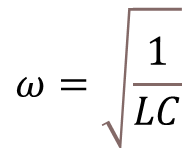 ω = √(1/LC)